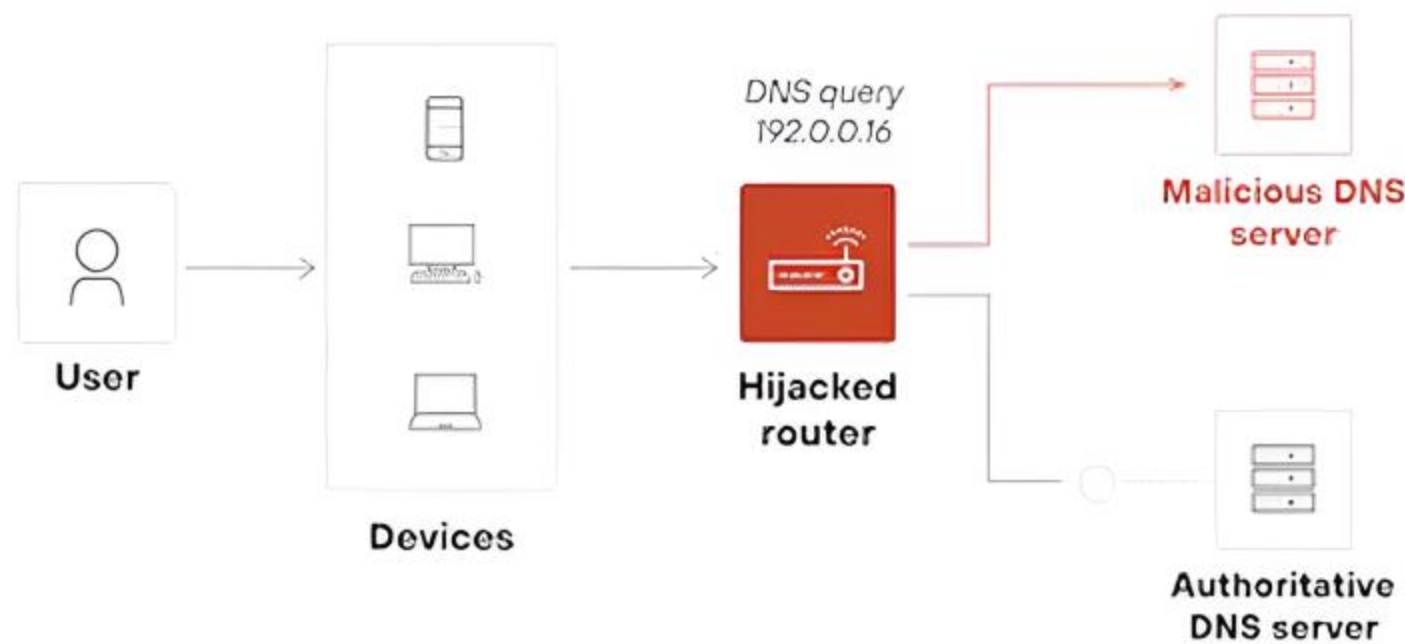 DNS query
192.0.0.16
Malicious DNS
server
User
Hijacked
router
Devices
Authoritative
DNS server